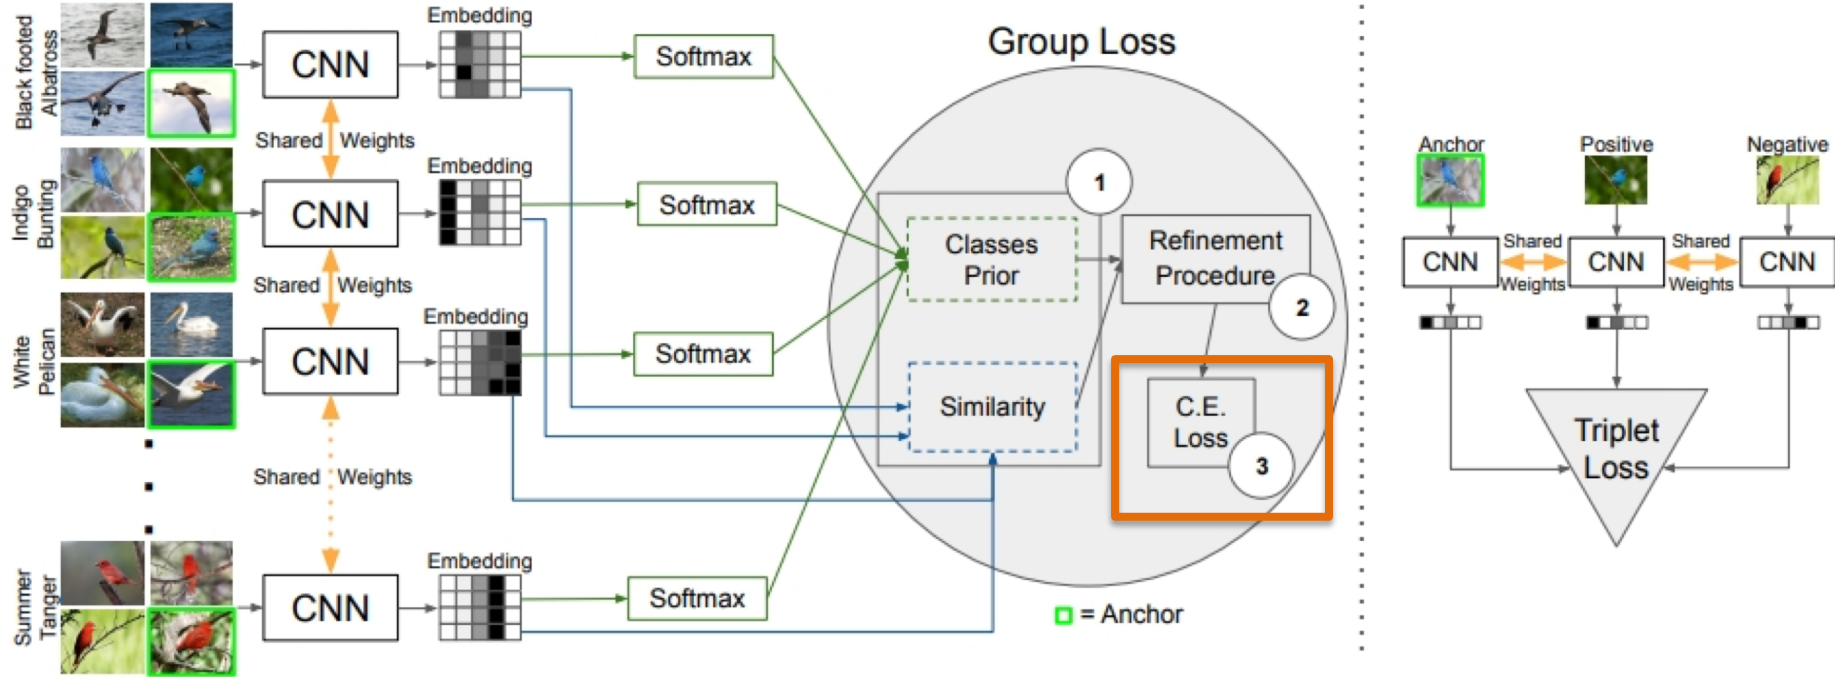 Black footed
Albatross
CNN
Embedding
Softmax
Shared Weights
Indigo
Bunting
CNN
Embedding
Softmax
Shared Weights
White
Pelican
CNN
Embedding
Softmax
Shared Weights
Summer
Tanger
CNN
Embedding
Softmax
Group Loss
1
Classes
Prior
Refinement
Procedure
2
Similarity
C.E.
Loss
3
= Anchor
Anchor
Positive
Negative
CNN
Shared
Weights
CNN
Shared
Weights
CNN
Triplet
Loss